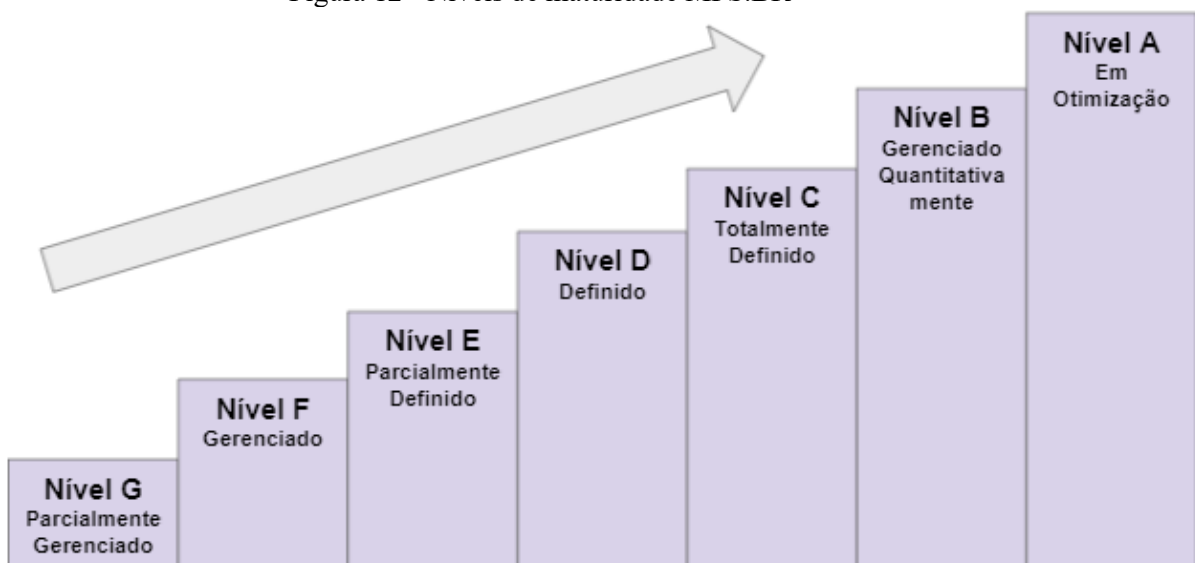 Nível A
Em
Otimização
Nível B
Gerenciado
Quantitativa
mente
Nível C
Totalmente
Definido
Nível D
Definido
Nível E
Parcialmente
Definido
Nível F
Gerenciado
Nível G
Parcialmente
Gerenciado